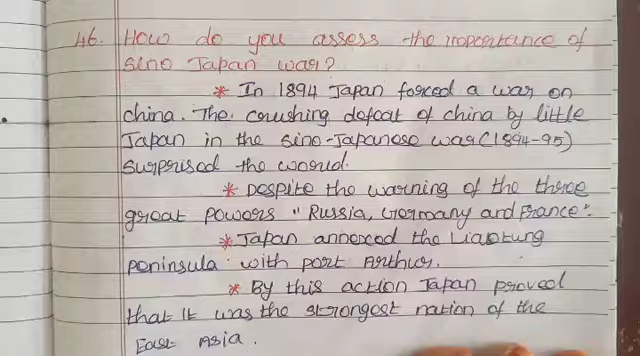 46. How do you assess the importance of
Sino Japan war?
* In 1894 Japan forced a war on
china. The crushing defeat of china by little
Japan in the sino-Japanese war (1894-95)
surprised the world.
* Despite the warning of the three
great powers "Russia, Germany and France".
* Japan annexed the Liaotung
peninsula with port Arthur.
* By this action Japan proved
that It was the strongest nation of the
East Asia.